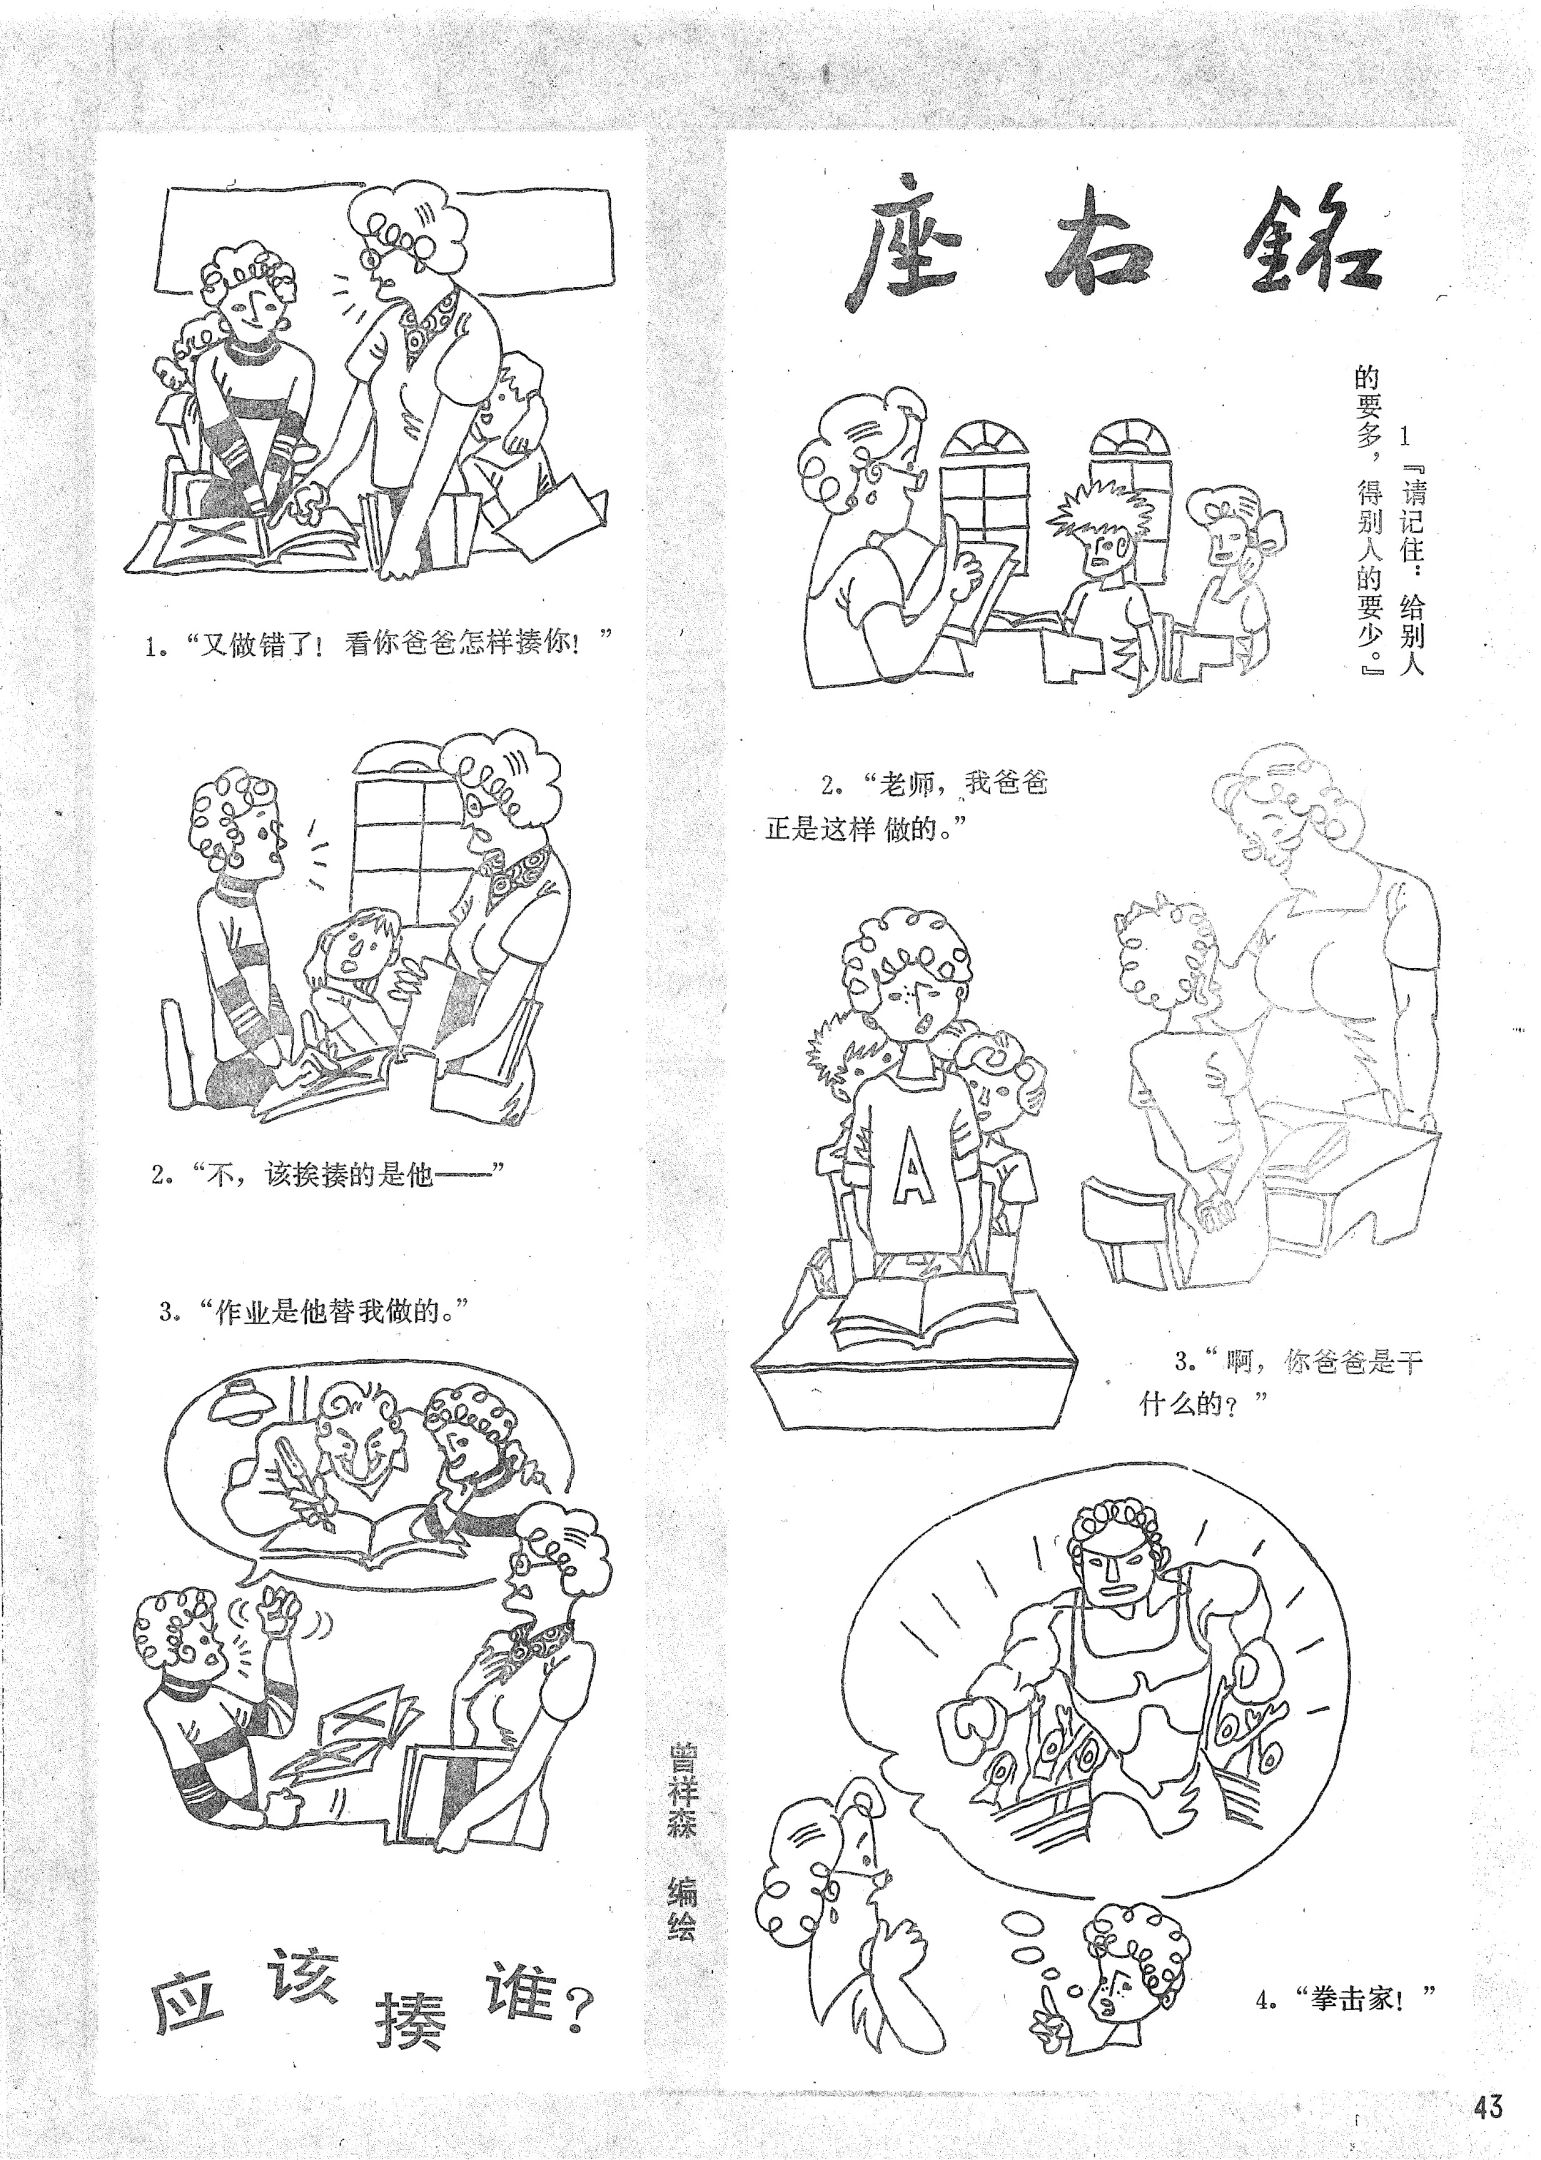 1. “又做错了！看你爸爸怎样揍你！”
2. “不，该挨揍的是他——”
3. “作业是他替我做的。”
应该揍谁？
曾祥森 编绘
座右銘
1『请记住：给别人
的要多，得别人的要少。』
2. “老师，我爸爸
正是这样做的。”
A
3. “啊，你爸爸是干
什么的？”
4. “拳击家！”
43